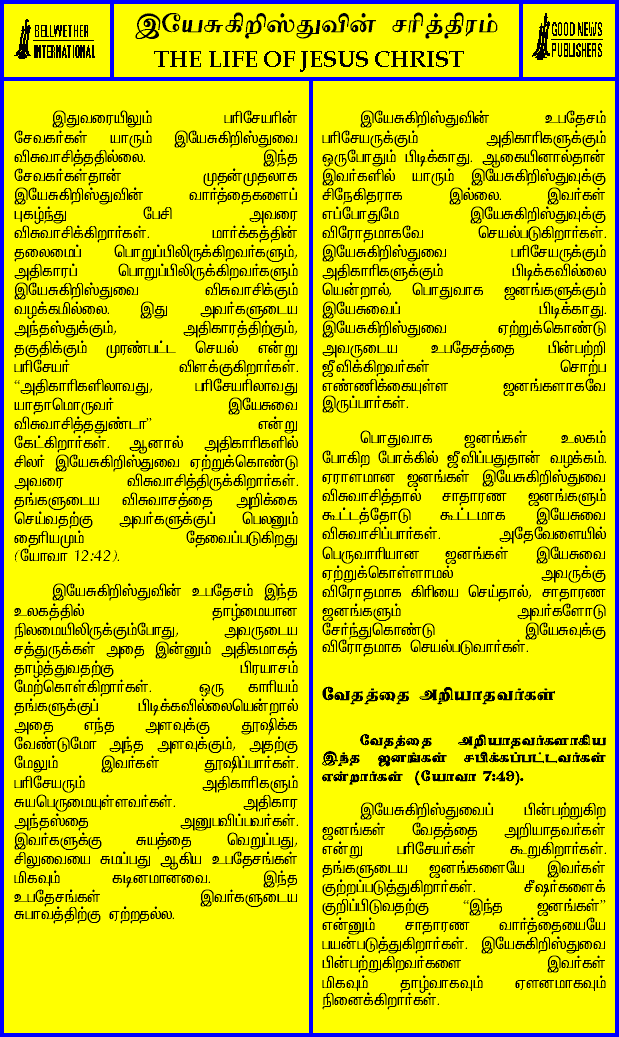 BELLWETHER
INTERNATIONAL
இயேசுகிறிஸ்துவின் சரித்திரம்
THE LIFE OF JESUS CHRIST
GOOD NEWS
PUBLISHERS
இதுவரையிலும் பரிசேயரின்
சேவகர்கள் யாரும் இயேசுகிறிஸ்துவை
விசுவாசித்ததில்லை. இந்த
சேவகர்கள்தான் முதன்முதலாக
இயேசுகிறிஸ்துவின் வார்த்தைகளைப்
புகழ்ந்து பேசி அவரை
விசுவாசிக்கிறார்கள். மார்க்கத்தின்
தலைமைப் பொறுப்பிலிருக்கிறவர்களும்,
அதிகாரப் பொறுப்பிலிருக்கிறவர்களும்
இயேசுகிறிஸ்துவை விசுவாசிக்கும்
வழக்கமில்லை. இது அவர்களுடைய
அந்தஸ்துக்கும், அதிகாரத்திற்கும்,
தகுதிக்கும் முரண்பட்ட செயல் என்று
பரிசேயர் விளக்குகிறார்கள்.
“அதிகாரிகளிலாவது, பரிசேயரிலாவது
யாதாமொருவர் இயேசுவை
விசுவாசித்ததுண்டா” என்று
கேட்கிறார்கள். ஆனால் அதிகாரிகளில்
சிலர் இயேசுகிறிஸ்துவை ஏற்றுக்கொண்டு
அவரை விசுவாசித்திருக்கிறார்கள்.
தங்களுடைய விசுவாசத்தை அறிக்கை
செய்வதற்கு அவர்களுக்குப் பெலனும்
தைரியமும் தேவைப்படுகிறது
(யோவா 12:42).
இயேசுகிறிஸ்துவின் உபதேசம் இந்த
உலகத்தில் தாழ்மையான
நிலமையிலிருக்கும்போது, அவருடைய
சத்துருக்கள் அதை இன்னும் அதிகமாகத்
தாழ்த்துவதற்கு பிரயாசம்
மேற்கொள்கிறார்கள். ஒரு காரியம்
தங்களுக்குப் பிடிக்கவில்லையென்றால்
அதை எந்த அளவுக்கு தூஷிக்க
வேண்டுமோ அந்த அளவுக்கும், அதற்கு
மேலும் இவர்கள் தூஷிப்பார்கள்.
பரிசேயரும் அதிகாரிகளும்
சுயபெருமையுள்ளவர்கள். அதிகார
அந்தஸ்தை அனுபவிப்பவர்கள்.
இவர்களுக்கு சுயத்தை வெறுப்பது,
சிலுவையை சுமப்பது ஆகிய உபதேசங்கள்
மிகவும் கடினமானவை. இந்த
உபதேசங்கள் இவர்களுடைய
சுபாவத்திற்கு ஏற்றதல்ல.
இயேசுகிறிஸ்துவின் உபதேசம்
பரிசேயருக்கும் அதிகாரிகளுக்கும்
ஒருபோதும் பிடிக்காது. ஆகையினால்தான்
இவர்களில் யாரும் இயேசுகிறிஸ்துவுக்கு
சிநேகிதராக இல்லை. இவர்கள்
எப்போதுமே இயேசுகிறிஸ்துவுக்கு
விரோதமாகவே செயல்படுகிறார்கள்.
இயேசுகிறிஸ்துவை பரிசேயருக்கும்
அதிகாரிகளுக்கும் பிடிக்கவில்லை
யென்றால், பொதுவாக ஜனங்களுக்கும்
இயேசுவைப் பிடிக்காது.
இயேசுகிறிஸ்துவை ஏற்றுக்கொண்டு
அவருடைய உபதேசத்தை பின்பற்றி
ஜீவிக்கிறவர்கள் சொற்ப
எண்ணிக்கையுள்ள ஜனங்களாகவே
இருப்பார்கள்.
பொதுவாக ஜனங்கள் உலகம்
போகிற போக்கில் ஜீவிப்பதுதான் வழக்கம்.
ஏராளமான ஜனங்கள் இயேசுகிறிஸ்துவை
விசுவாசித்தால் சாதாரண ஜனங்களும்
கூட்டத்தோடு கூட்டமாக இயேசுவை
விசுவாசிப்பார்கள். அதேவேளையில்
பெருவாரியான ஜனங்கள் இயேசுவை
ஏற்றுக்கொள்ளாமல் அவருக்கு
விரோதமாக கிரியை செய்தால், சாதாரண
ஜனங்களும் அவர்களோடு
சேர்ந்துகொண்டு இயேசுவுக்கு
விரோதமாக செயல்படுவார்கள்.
வேதத்தை அறியாதவர்கள்
வேதத்தை அறியாதவர்களாகிய
இந்த ஜனங்கள் சபிக்கப்பட்டவர்கள்
என்றார்கள் (யோவா 7:49).
இயேசுகிறிஸ்துவைப் பின்பற்றுகிற
ஜனங்கள் வேதத்தை அறியாதவர்கள்
என்று பரிசேயர்கள் கூறுகிறார்கள்.
தங்களுடைய ஜனங்களையே இவர்கள்
குற்றப்படுத்துகிறார்கள். சீஷர்களைக்
குறிப்பிடுவதற்கு “இந்த ஜனங்கள்”
என்னும் சாதாரண வார்த்தையையே
பயன்படுத்துகிறார்கள். இயேசுகிறிஸ்துவை
பின்பற்றுகிறவர்களை இவர்கள்
மிகவும் தாழ்வாகவும் ஏளனமாகவும்
நினைக்கிறார்கள்.